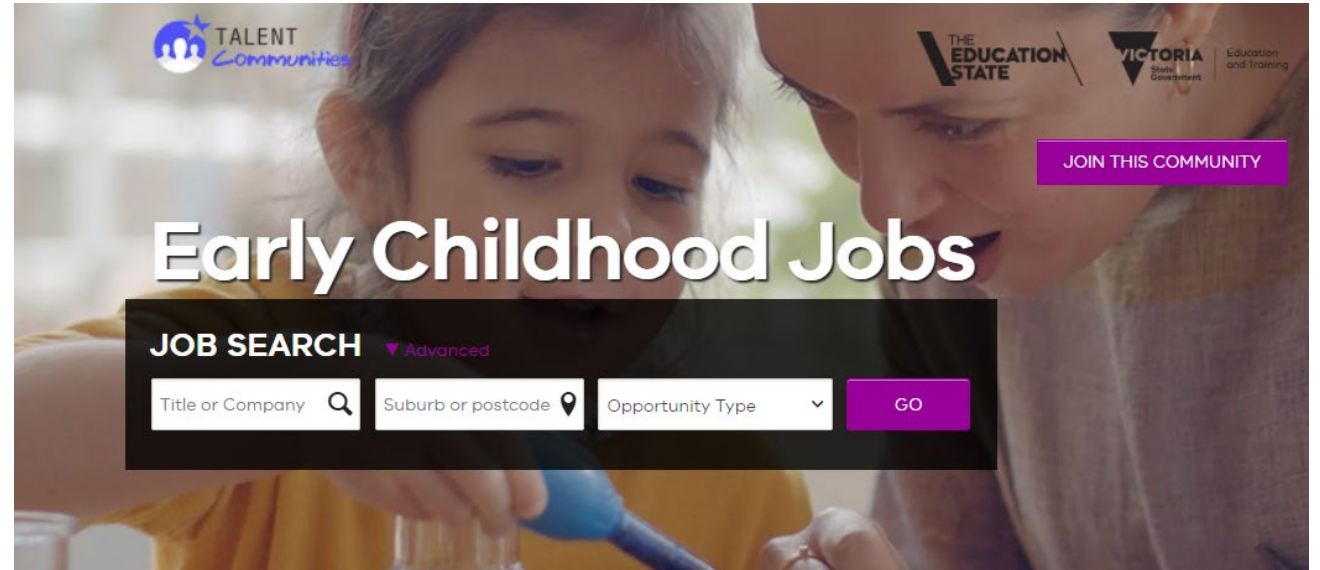 TALENT
Communities
THE
EDUCATION
STATE
VICTORIA
State
Government
Education
and Training
JOIN THIS COMMUNITY
Early Childhood Jobs
JOB SEARCH ▼ Advanced
Title or Company
Suburb or postcode
Opportunity Type
GO